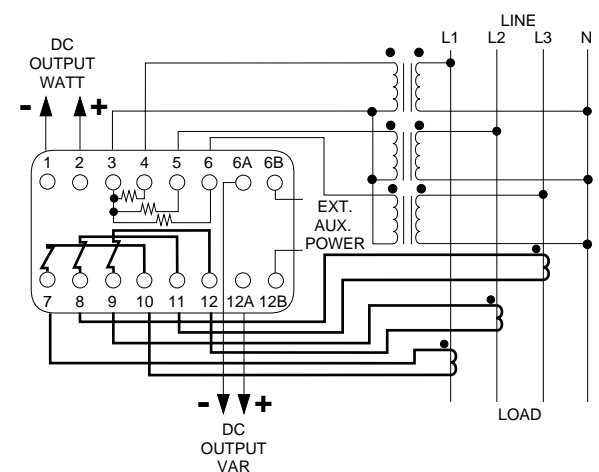 LINE
L1 L2 L3 N
DC
OUTPUT
WATT
- +
1 2 3 4 5 6 6A 6B
EXT.
AUX.
POWER
7 8 9 10 11 12 12A 12B
- +
DC
OUTPUT
VAR
LOAD